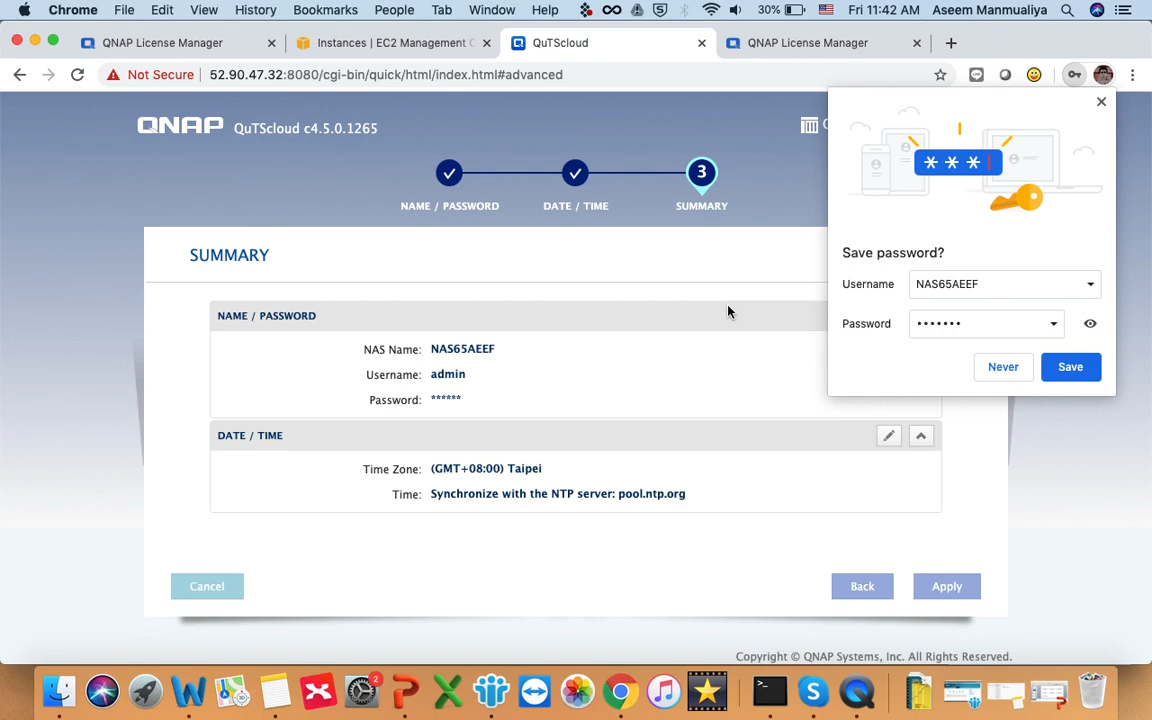 Chrome File Edit View History Bookmarks People Tab Window Help 30% Fri 11:42 AM Aseem Manmualiya
QNAP License Manager
Instances | EC2 Management C
QuTScloud
QNAP License Manager
Not Secure 52.90.47.32:8080/cgi-bin/quick/html/index.html#advanced
QNAP QuTScloud c4.5.0.1265
3
NAME / PASSWORD DATE / TIME SUMMARY
SUMMARY
NAME / PASSWORD
NAS Name: NAS65AEEF
Username: admin
Password: ******
DATE / TIME
Time Zone: (GMT+08:00) Taipei
Time: Synchronize with the NTP server: pool.ntp.org
Cancel Back Apply
Copyright © QNAP Systems, Inc. All Rights Reserved.
* * *
Save password?
Username NAS65AEEF
Password •••••••
Never Save
2